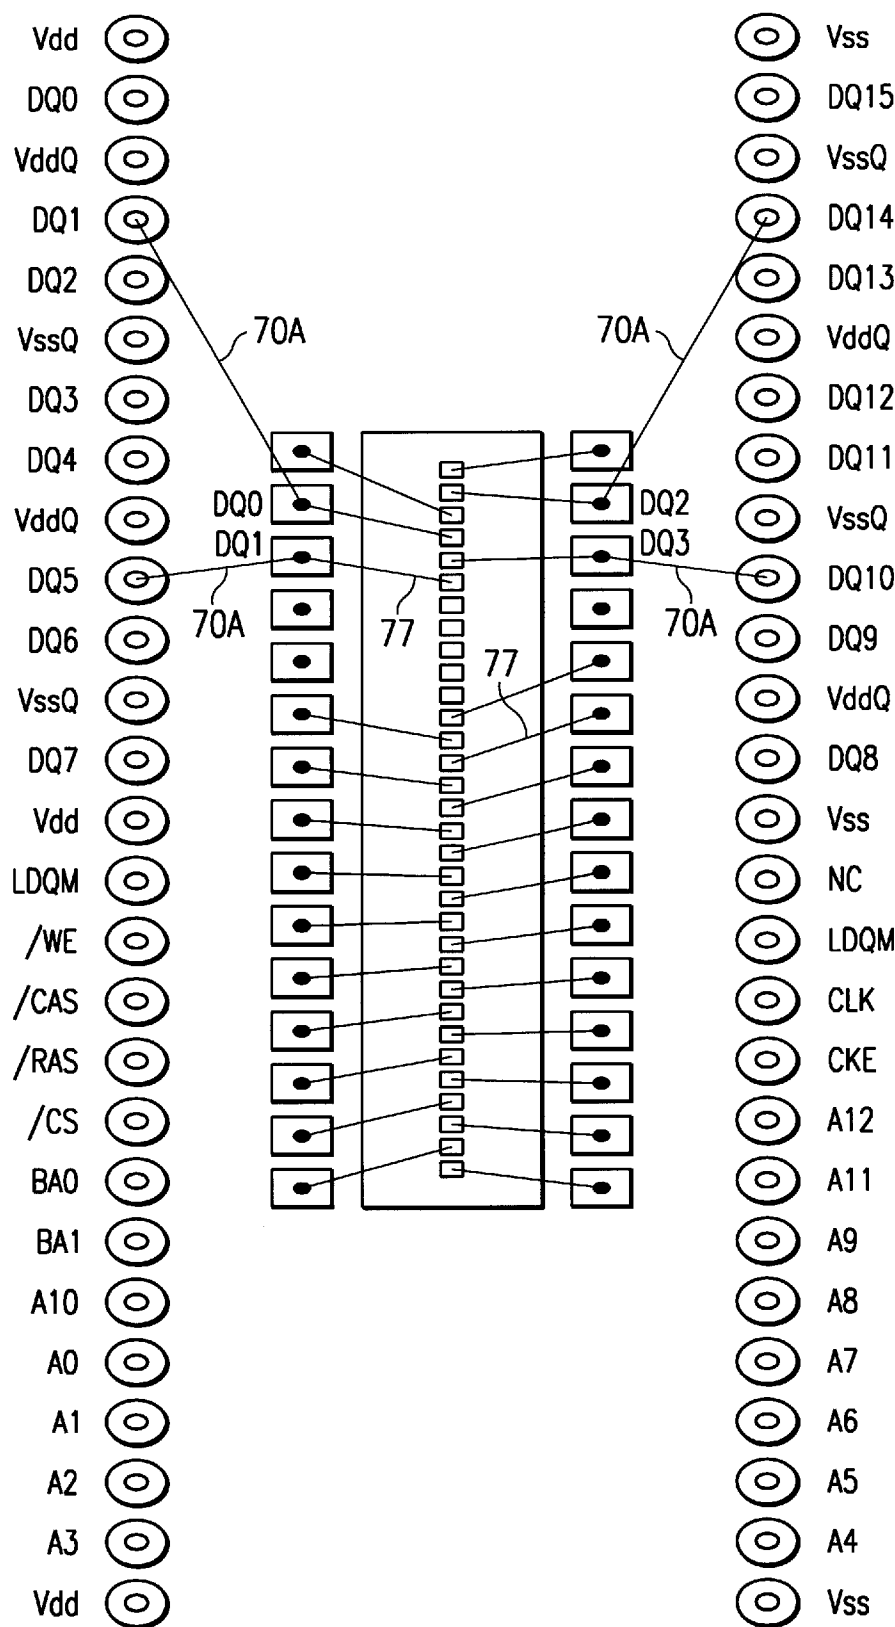 Vdd Vss
DQ0 DQ15
VddQ VssQ
DQ1 DQ14
DQ2 DQ13
VssQ 70A 70A VddQ
DQ3 DQ12
DQ4 DQ11
DQ0 DQ2
VddQ VssQ
DQ1 DQ3
DQ5 DQ10
70A 77 70A
DQ6 DQ9
77
VssQ VddQ
DQ7 DQ8
Vdd Vss
LDQM NC
/WE LDQM
/CAS CLK
/RAS CKE
/CS A12
BA0 A11
BA1 A9
A10 A8
A0 A7
A1 A6
A2 A5
A3 A4
Vdd Vss